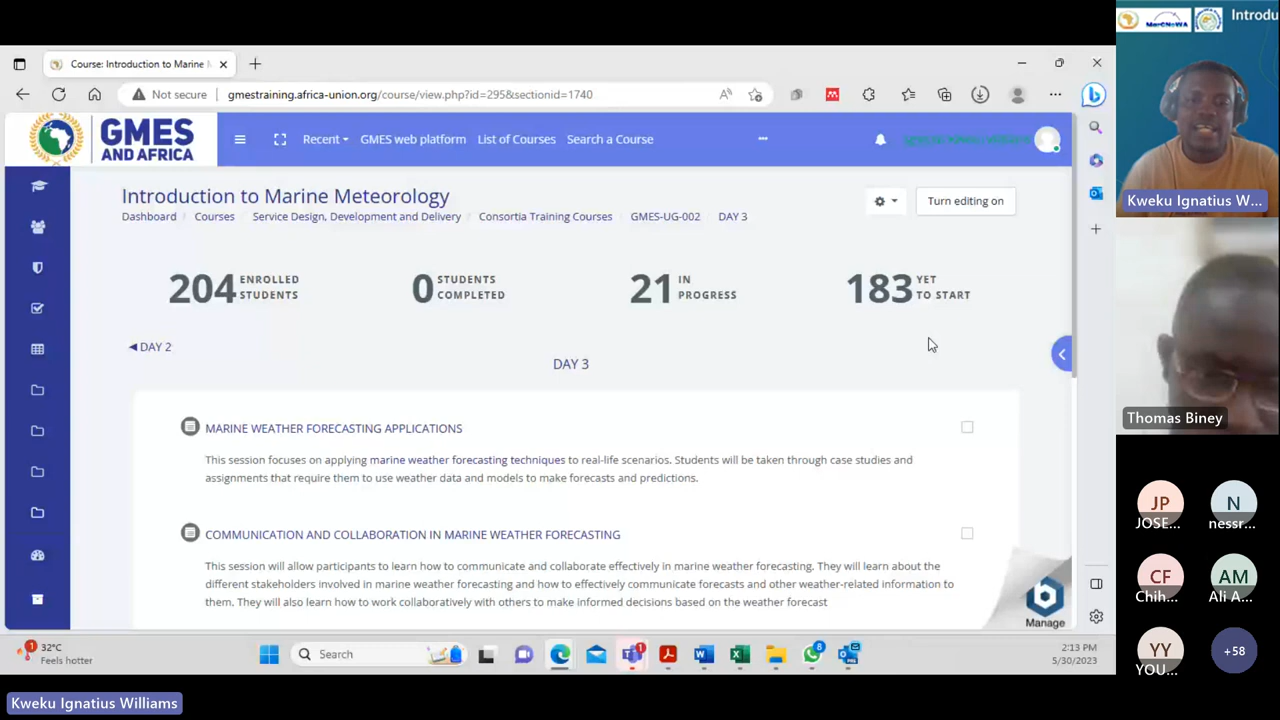 Course: Introduction to Marine M
Not secure
gmestraining.africa-union.org/course/view.php?id=295&sectionid=1740
GMES
AND AFRICA
Recent
GMES web platform
List of Courses
Search a Course
Introduction to Marine Meteorology
Turn editing on
Dashboard / Courses / Service Design, Development and Delivery / Consortia Training Courses / GMES-UG-002 / DAY 3
204 ENROLLED
STUDENTS
0 STUDENTS
COMPLETED
21 IN
PROGRESS
183 YET
TO START
◀ DAY 2
DAY 3
MARINE WEATHER FORECASTING APPLICATIONS
This session focuses on applying marine weather forecasting techniques to real-life scenarios. Students will be taken through case studies and
assignments that require them to use weather data and models to make forecasts and predictions.
COMMUNICATION AND COLLABORATION IN MARINE WEATHER FORECASTING
This session will allow participants to learn how to communicate and collaborate effectively in marine weather forecasting. They will learn about the
different stakeholders involved in marine weather forecasting and how to effectively communicate forecasts and other weather-related information to
them. They will also learn how to work collaboratively with others to make informed decisions based on the weather forecast
Manage
1
32°C
Feels hotter
Search
1
8
2:13 PM
5/30/2023
Kweku Ignatius Williams
MarCNoWA
Introdu
Kweku Ignatius W...
Thomas Biney
JP
JOSE...
N
nessr...
CF
Chih...
AM
Ali A...
YY
YOU...
+58